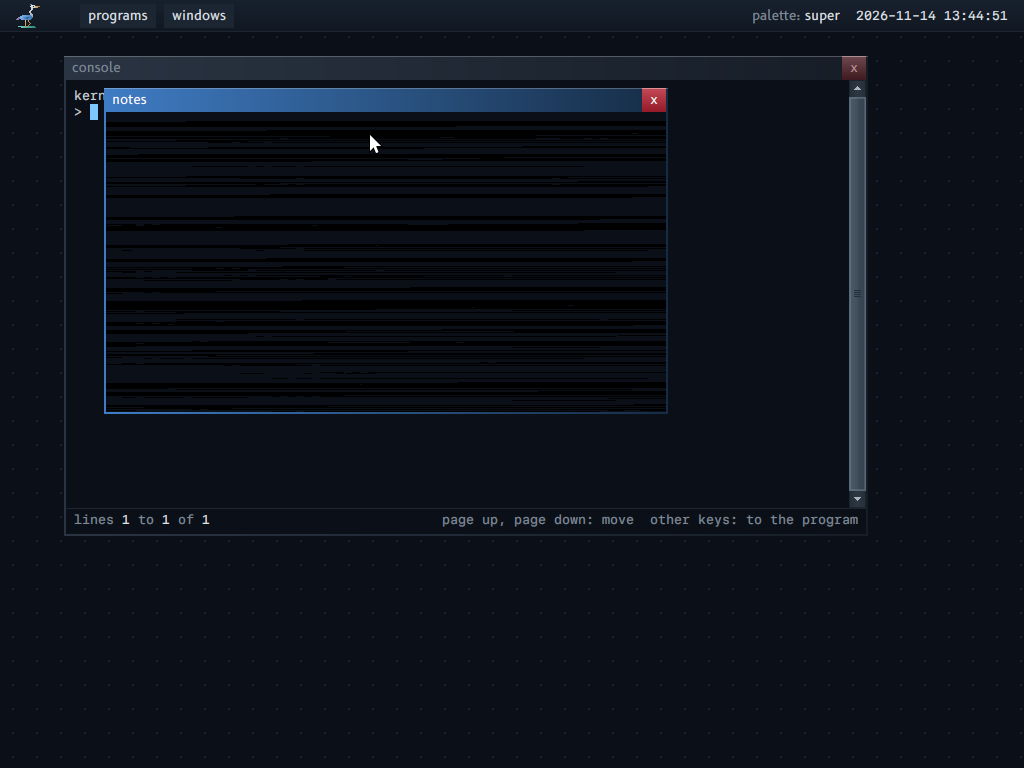 programs windows palette: super 2026-11-14 13:44:51
console x
kern
notes x
>
lines 1 to 1 of 1 page up, page down: move other keys: to the program